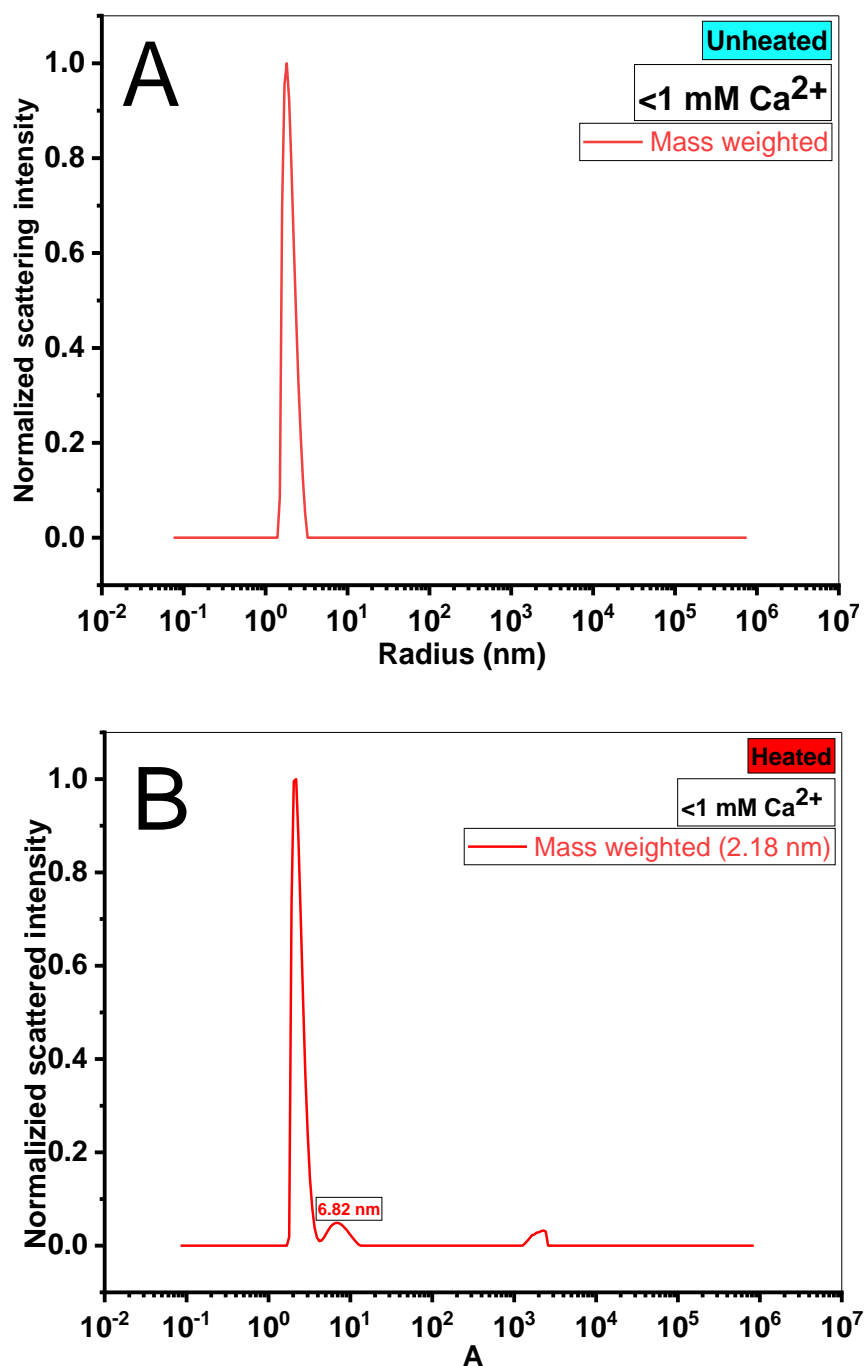 A
Unheated
<1 mM Ca2+
Mass weighted
Normalized scattering intensity
1.0
0.8
0.6
0.4
0.2
0.0
10-2 10-1 100 101 102 103 104 105 106 107
Radius (nm)
B
Heated
<1 mM Ca2+
Mass weighted (2.18 nm)
Normalizied scattered intensity
1.0
0.8
0.6
0.4
0.2
0.0
6.82 nm
10-2 10-1 100 101 102 103 104 105 106 107
A